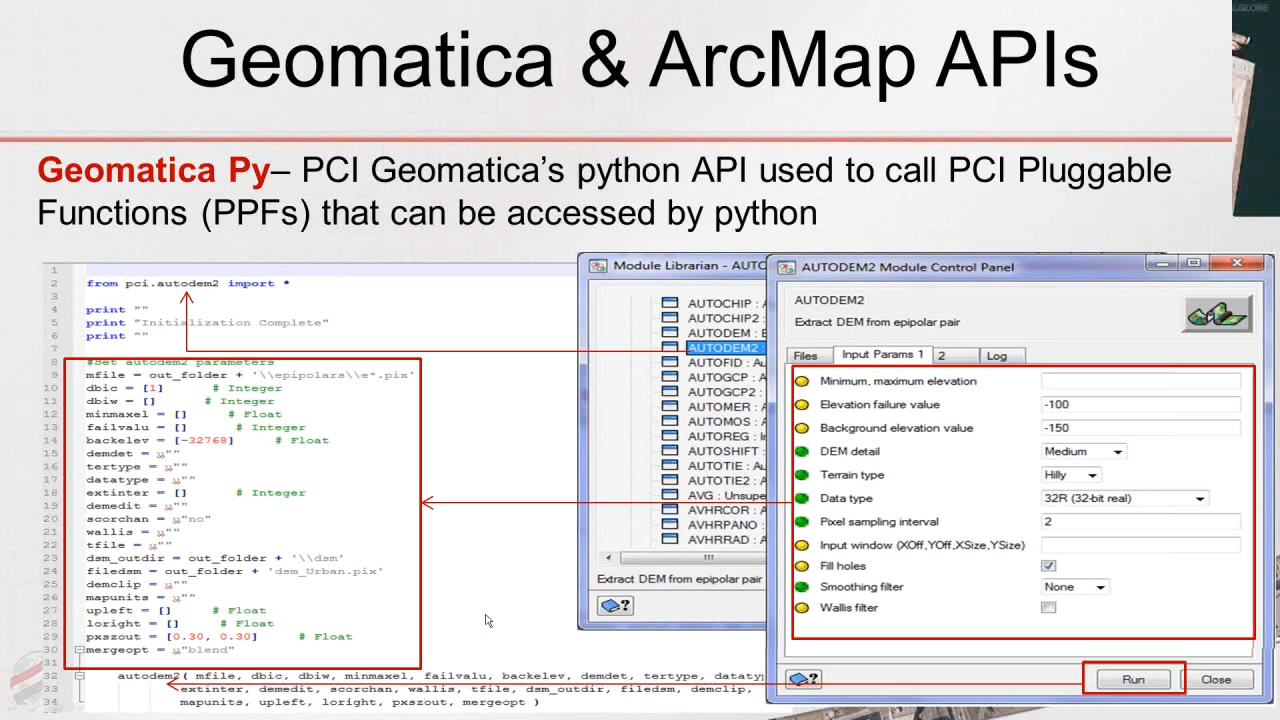 Geomatica & ArcMap APIs
Geomatica Py– PCI Geomatica’s python API used to call PCI Pluggable
Functions (PPFs) that can be accessed by python
1
2 from pci.autodem2 import *
3
4 print ""
5 print "Initialization Complete"
6 print ""
7
8 #Set autodem2 parameters
9 mfile = out_folder + '\\epipolars\\e*.pix'
10 dbic = [1] # Integer
11 dbiw = [] # Integer
12 minmaxel = [] # Float
13 failvalu = [] # Integer
14 backelev = [-32768] # Float
15 demdet = u""
16 tertype = u""
17 datatype = u""
18 extinter = [] # Integer
19 demedit = u""
20 scorchan = u"no"
21 wallis = u""
22 tfile = u""
23 dsm_outdir = out_folder + '\\dsm'
24 filedsm = out_folder + 'dsm_Urban.pix'
25 demclip = u""
26 mapunits = u""
27 upleft = [] # Float
28 loright = [] # Float
29 pxszout = [0.30, 0.30] # Float
30 mergeopt = u"blend"
31
32 autodem2( mfile, dbic, dbiw, minmaxel, failvalu, backelev, demdet, tertype, datatyp
33 extinter, demedit, scorchan, wallis, tfile, dsm_outdir, filedsm, demclip,
34 mapunits, upleft, loright, pxszout, mergeopt )
Module Librarian - AUTO
AUTOCHIP : A
AUTOCHIP2 :
AUTODEM : E
AUTODEM2 :
AUTOFID : Au
AUTOGCP : A
AUTOGCP2 :
AUTOMER : A
AUTOMOS : A
AUTOREG : In
AUTOSHIFT :
AUTOTIE : Au
AUTOTIE2 : A
AVG : Unsupe
AVHRCOR : A
AVHRPANO :
AVHRRAD : A
Extract DEM from epipolar pair
AUTODEM2 Module Control Panel
AUTODEM2
Extract DEM from epipolar pair
Files Input Params 1 2 Log
Minimum, maximum elevation
Elevation failure value -100
Background elevation value -150
DEM detail Medium
Terrain type Hilly
Data type 32R (32-bit real)
Pixel sampling interval 2
Input window (XOff,YOff,XSize,YSize)
Fill holes
Smoothing filter None
Wallis filter
Run Close